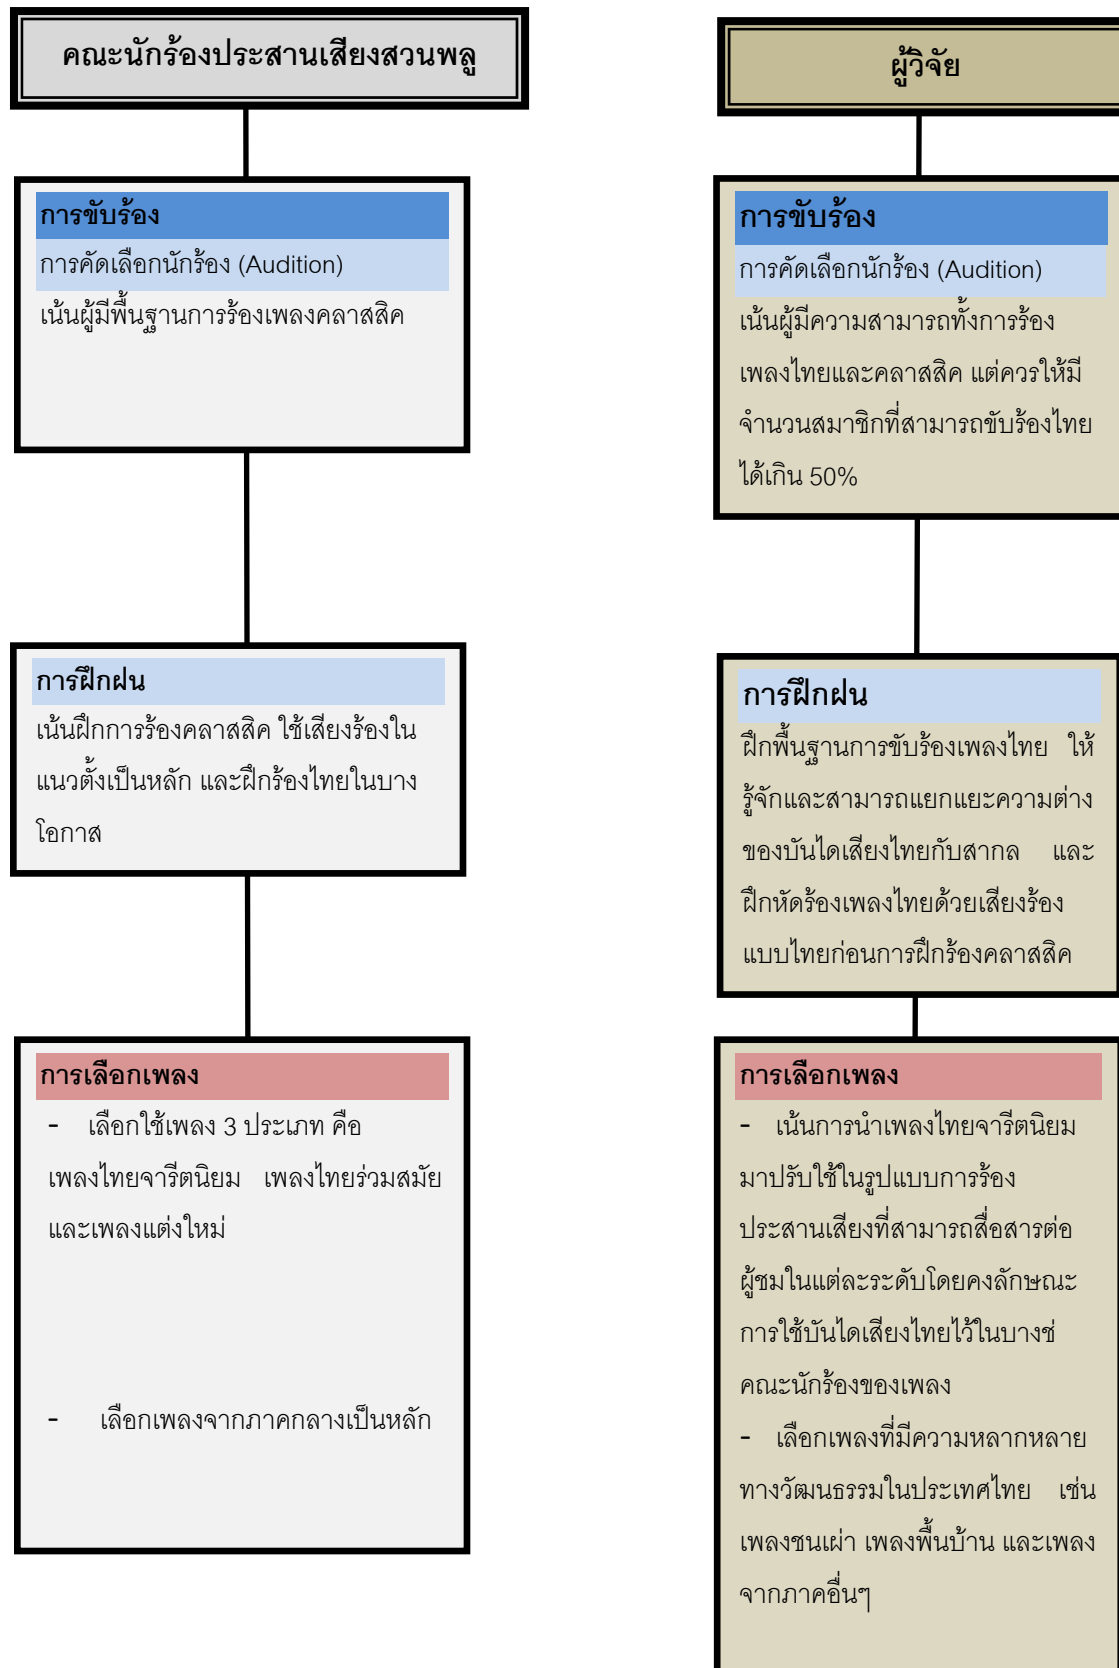 คณะนักร้องประสานเสียงสวนพลู
การขับร้อง
การคัดเลือกนักร้อง (Audition)
เน้นผู้มีพื้นฐานการร้องเพลงคลาสสิค
การฝึกฝน
เน้นฝึกการร้องคลาสสิค ใช้เสียงร้องใน
แนวตั้งเป็นหลัก และฝึกร้องไทยในบาง
โอกาส
การเลือกเพลง
- เลือกใช้เพลง 3 ประเภท คือ
เพลงไทยจารีตนิยม เพลงไทยร่วมสมัย
และเพลงแต่งใหม่
- เลือกเพลงจากภาคกลางเป็นหลัก
ผู้วิจัย
การขับร้อง
การคัดเลือกนักร้อง (Audition)
เน้นผู้มีความสามารถทั้งการร้อง
เพลงไทยและคลาสสิค แต่ควรให้มี
จำนวนสมาชิกที่สามารถขับร้องไทย
ได้เกิน 50%
การฝึกฝน
ฝึกพื้นฐานการขับร้องเพลงไทย ให้
รู้จักและสามารถแยกแยะความต่าง
ของบันไดเสียงไทยกับสากล และ
ฝึกหัดร้องเพลงไทยด้วยเสียงร้อง
แบบไทยก่อนการฝึกร้องคลาสสิค
การเลือกเพลง
- เน้นการนำเพลงไทยจารีตนิยม
มาปรับใช้ในรูปแบบการร้อง
ประสานเสียงที่สามารถสื่อสารต่อ
ผู้ชมในแต่ละระดับโดยคงลักษณะ
การใช้บันไดเสียงไทยไว้ในบางช่
คณะนักร้องของเพลง
- เลือกเพลงที่มีความหลากหลาย
ทางวัฒนธรรมในประเทศไทย เช่น
เพลงชนเผ่า เพลงพื้นบ้าน และเพลง
จากภาคอื่นๆ